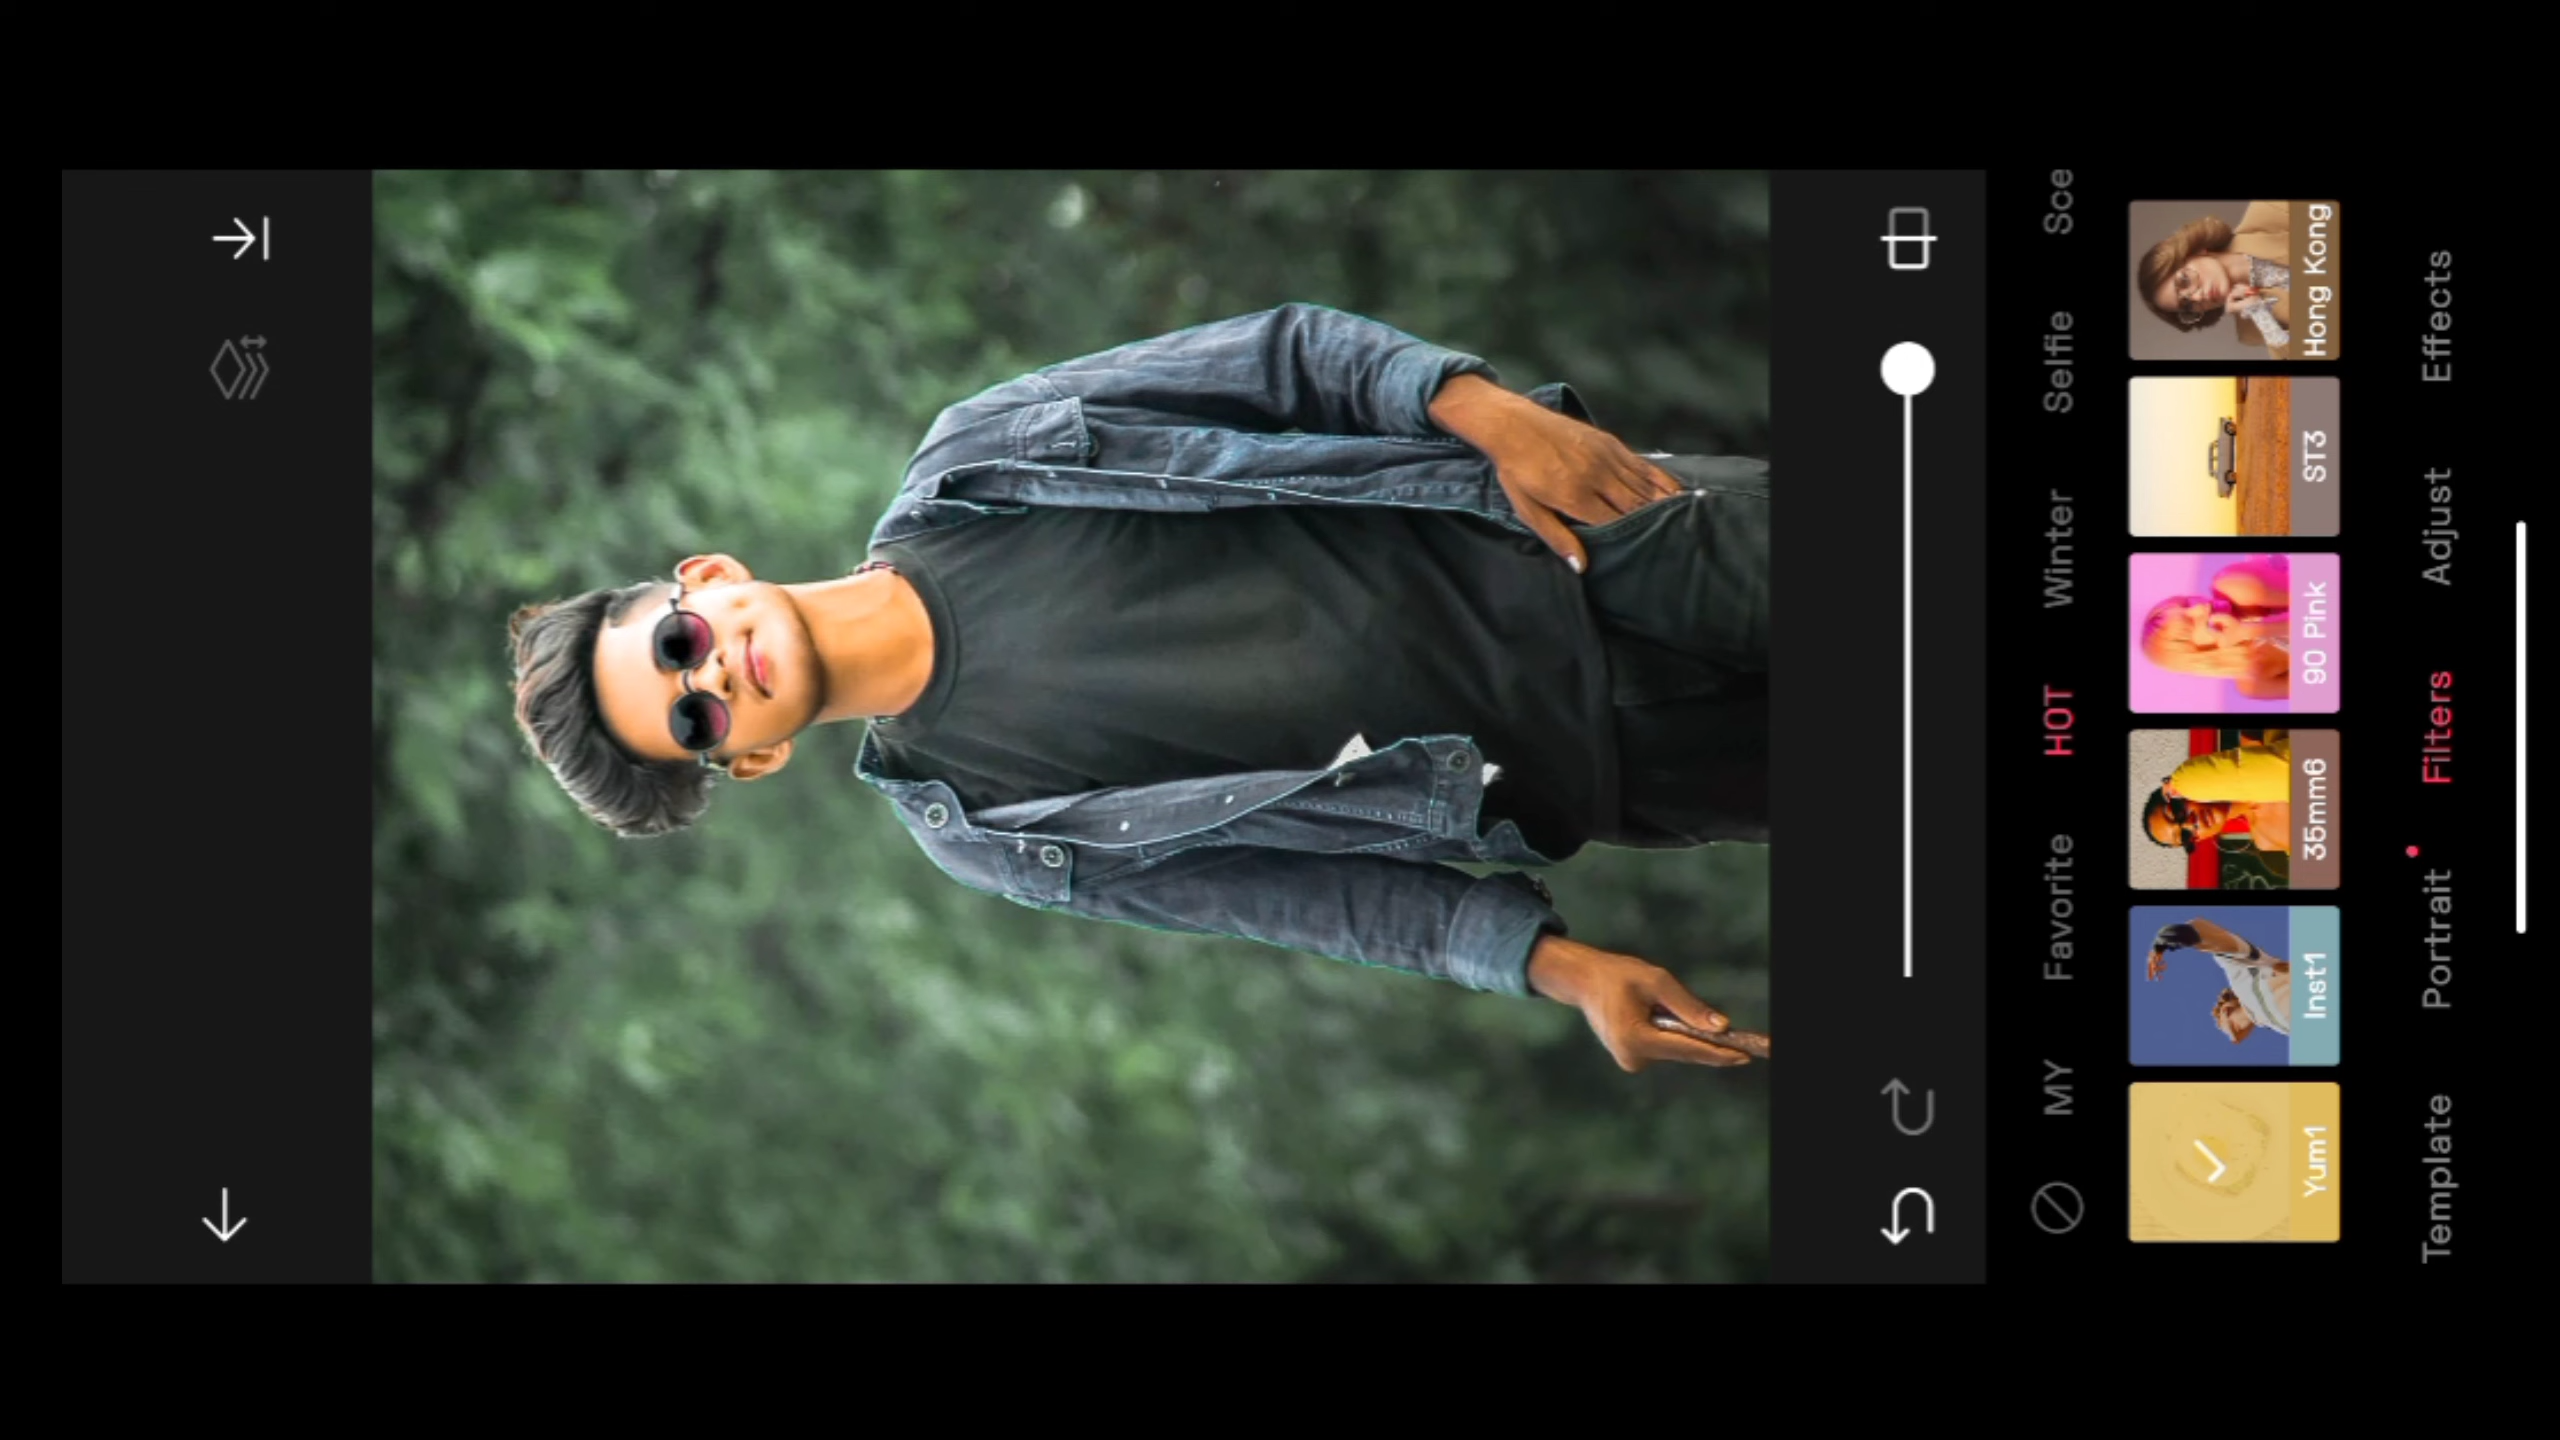 MY Favorite HOT Winter Selfie Sce
Yum1 Inst1 35mm6 90 Pink ST3 Hong Kong
Template Portrait Filters Adjust Effects